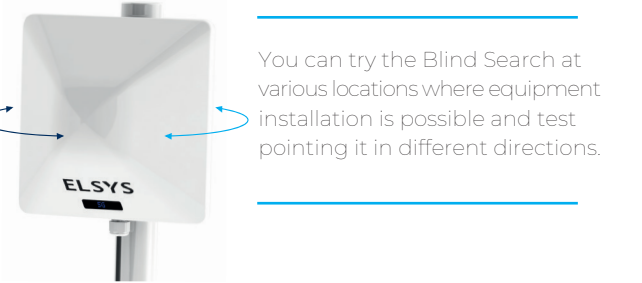 You can try the Blind Search at
various locations where equipment
installation is possible and test
pointing it in different directions.
ELSYS